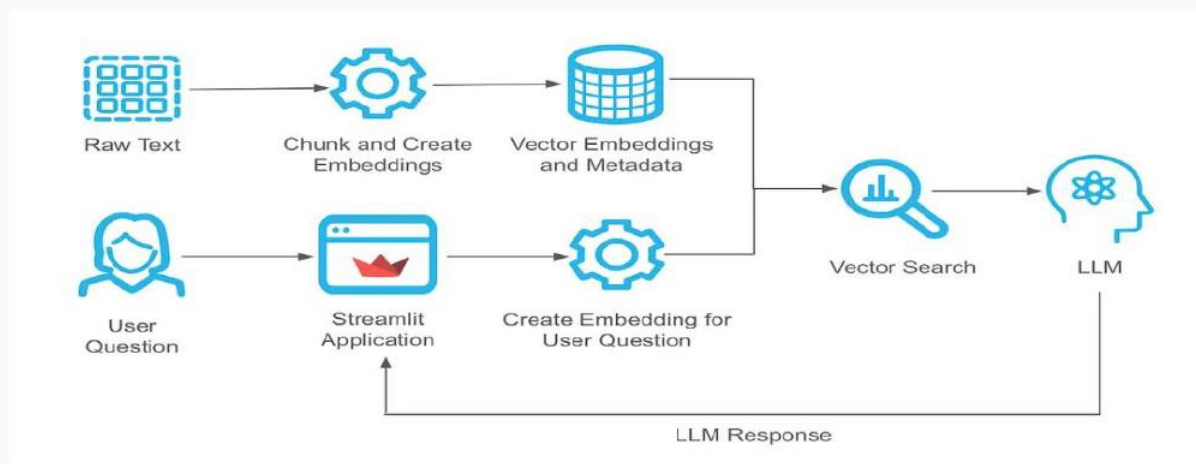 Raw Text
Chunk and Create
Embeddings
Vector Embeddings
and Metadata
User
Question
Streamlit
Application
Create Embedding for
User Question
Vector Search
LLM
LLM Response